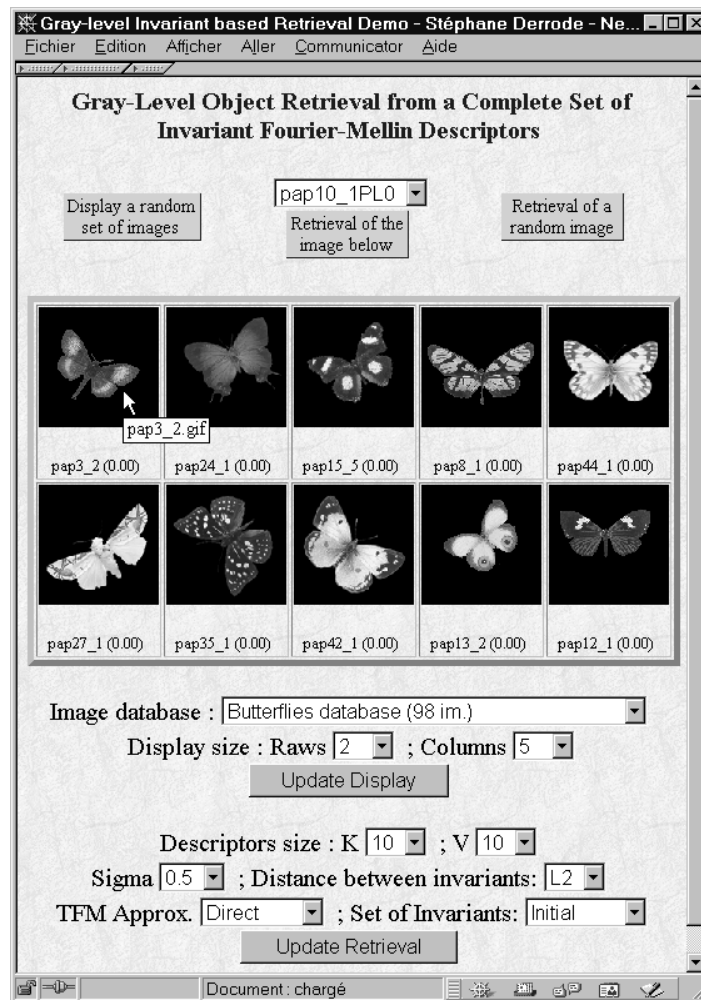 Gray-level Invariant based Retrieval Demo - Stéphane Derrode - Ne...
Fichier Edition Afficher Aller Communicator Aide
Gray-Level Object Retrieval from a Complete Set of
Invariant Fourier-Mellin Descriptors
Display a random
set of images
pap10_1PL0
Retrieval of the
image below
Retrieval of a
random image
pap3_2.gif
pap3_2 (0.00) pap24_1 (0.00) pap15_5 (0.00) pap8_1 (0.00) pap44_1 (0.00)
pap27_1 (0.00) pap35_1 (0.00) pap42_1 (0.00) pap13_2 (0.00) pap12_1 (0.00)
Image database : Butterflies database (98 im.)
Display size : Raws 2 ; Columns 5
Update Display
Descriptors size : K 10 ; V 10
Sigma 0.5 ; Distance between invariants: L2
TFM Approx. Direct ; Set of Invariants: Initial
Update Retrieval
Document : chargé